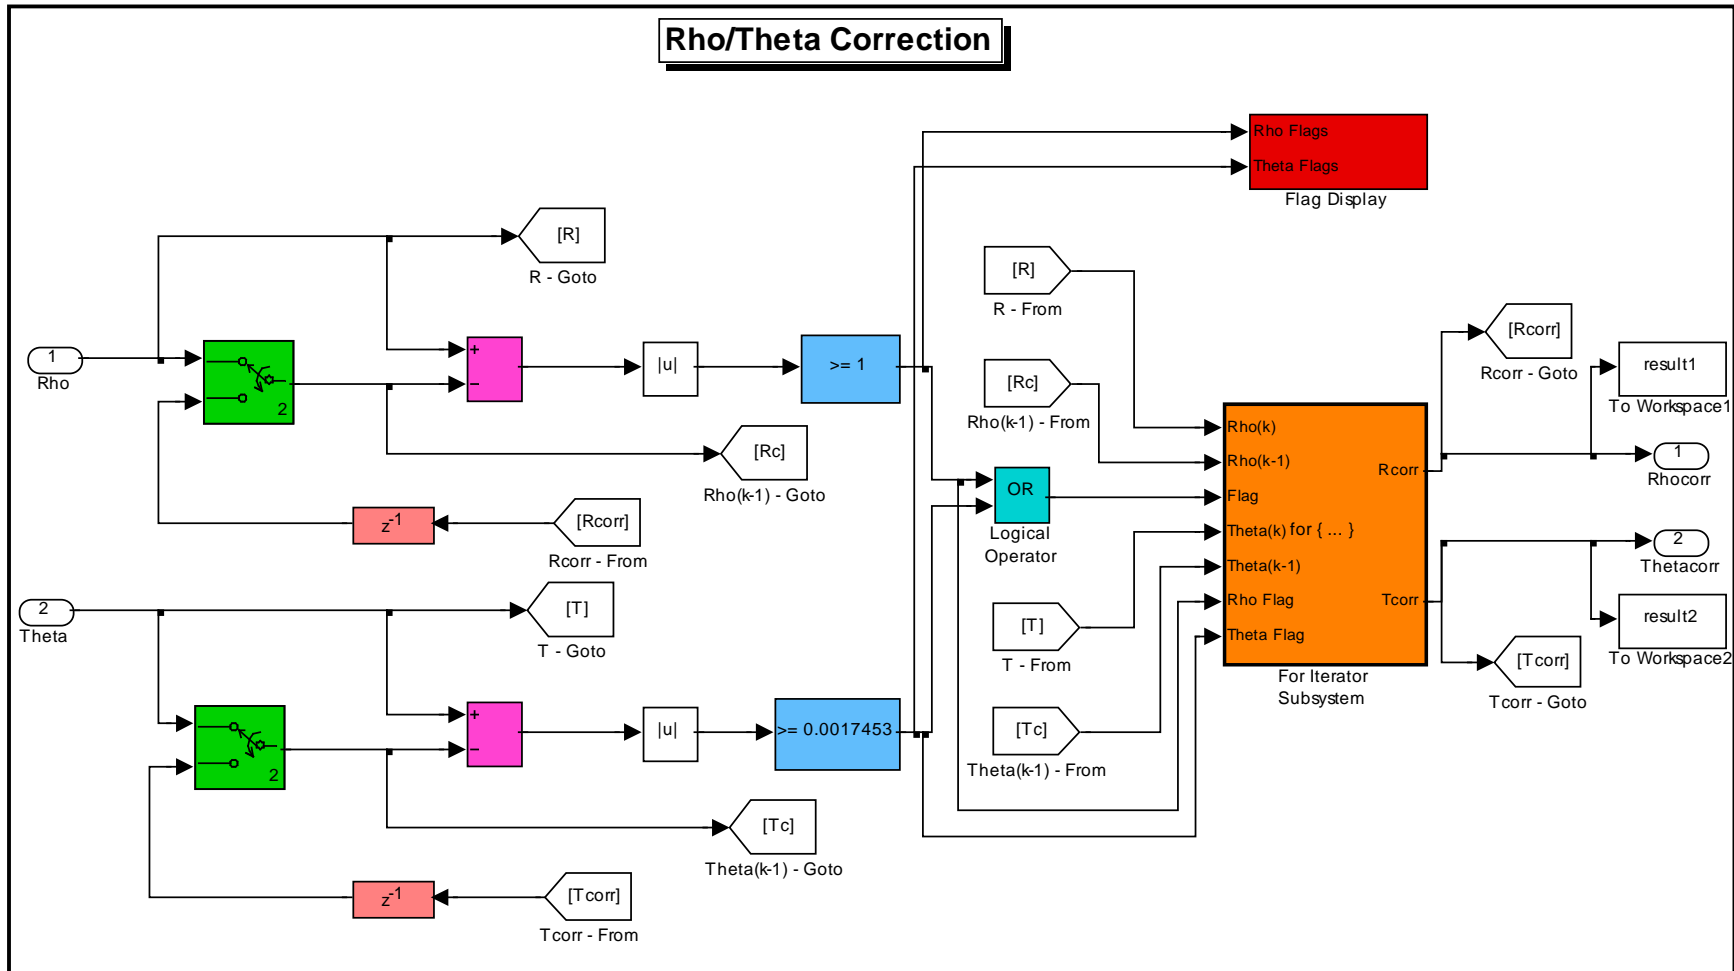 Rho/Theta Correction
Rho Flags
Theta Flags
Flag Display
[R]
R - Goto
[R]
R - From
1
Rho
2
+
−
|u|
>= 1
[Rcorr]
Rcorr - Goto
result1
To Workspace1
[Rc]
Rho(k-1) - From
[Rc]
Rho(k-1) - Goto
Rho(k)
Rho(k-1)
Flag
Theta(k)
for { ... }
Theta(k-1)
Rho Flag
Theta Flag
Rcorr
Tcorr
For Iterator
Subsystem
1
Rhocorr
OR
Logical
Operator
z-1
[Rcorr]
Rcorr - From
2
Thetacorr
2
Theta
[T]
T - Goto
[T]
T - From
result2
To Workspace2
[Tcorr]
Tcorr - Goto
2
+
−
|u|
>= 0.0017453
[Tc]
Theta(k-1) - From
[Tc]
Theta(k-1) - Goto
z-1
[Tcorr]
Tcorr - From